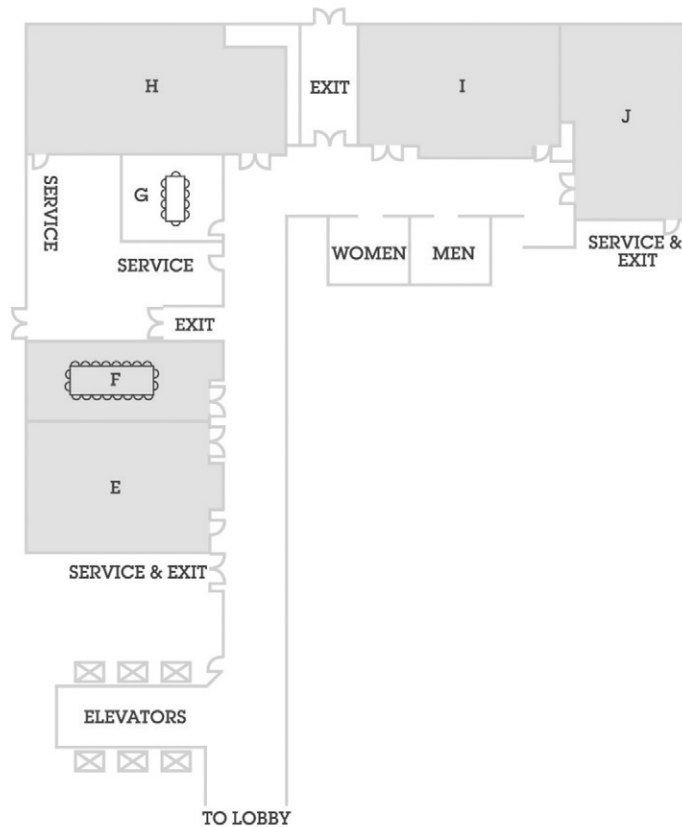 H
EXIT
I
J
G
SERVICE
SERVICE
WOMEN
MEN
SERVICE &
EXIT
EXIT
F
E
SERVICE & EXIT
ELEVATORS
TO LOBBY